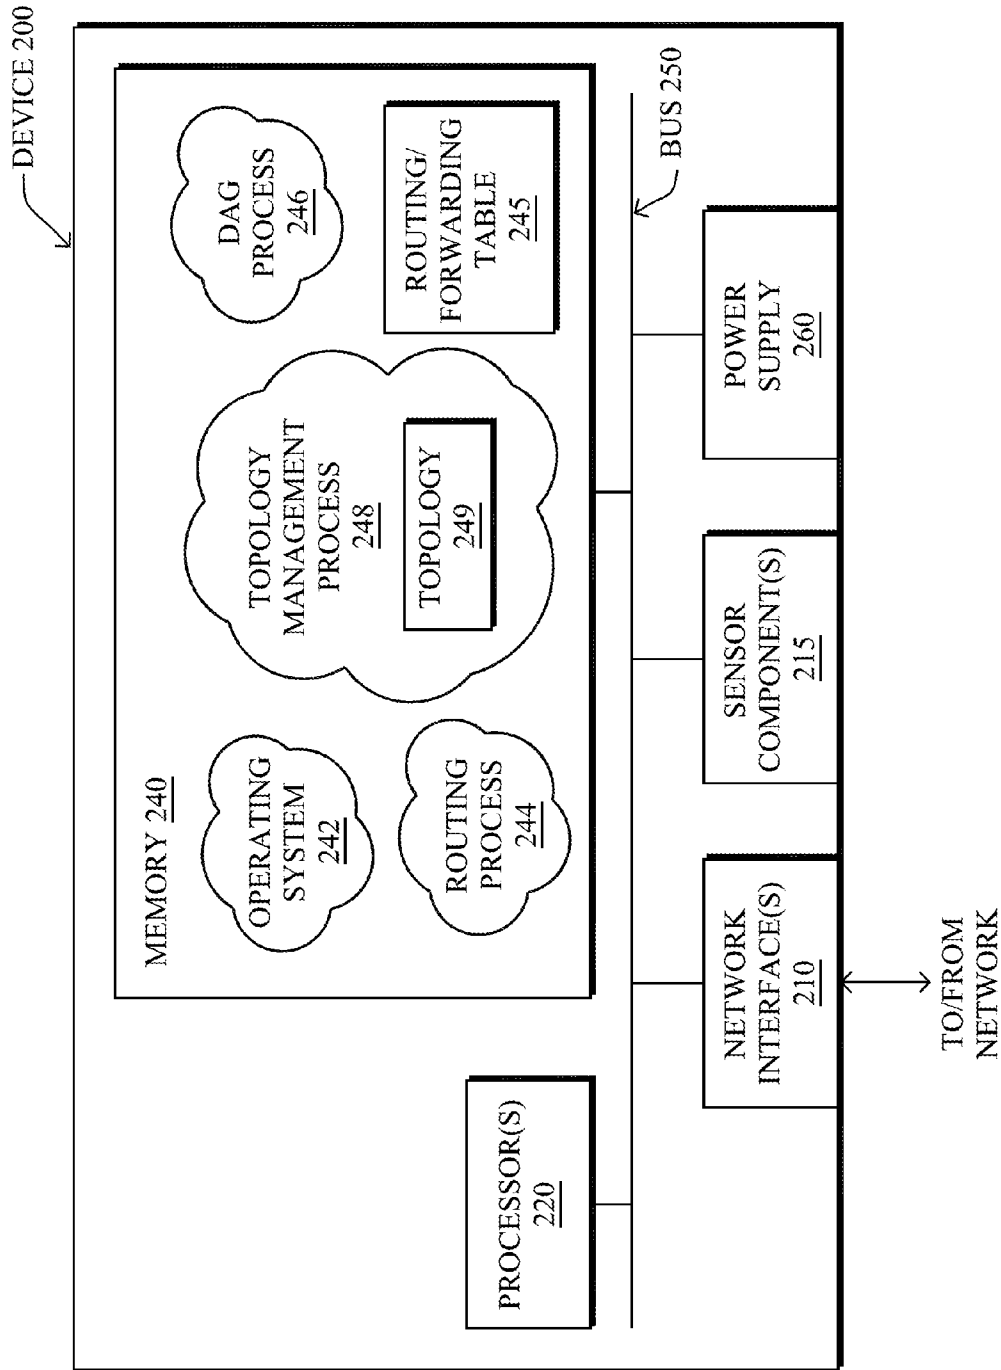 DEVICE 200
MEMORY 240
OPERATING
SYSTEM
242
ROUTING
PROCESS
244
TOPOLOGY
MANAGEMENT
PROCESS
248
TOPOLOGY
249
DAG
PROCESS
246
ROUTING/
FORWARDING
TABLE
245
PROCESSOR(S)
220
BUS 250
NETWORK
INTERFACE(S)
210
SENSOR
COMPONENT(S)
215
POWER
SUPPLY
260
TO/FROM
NETWORK